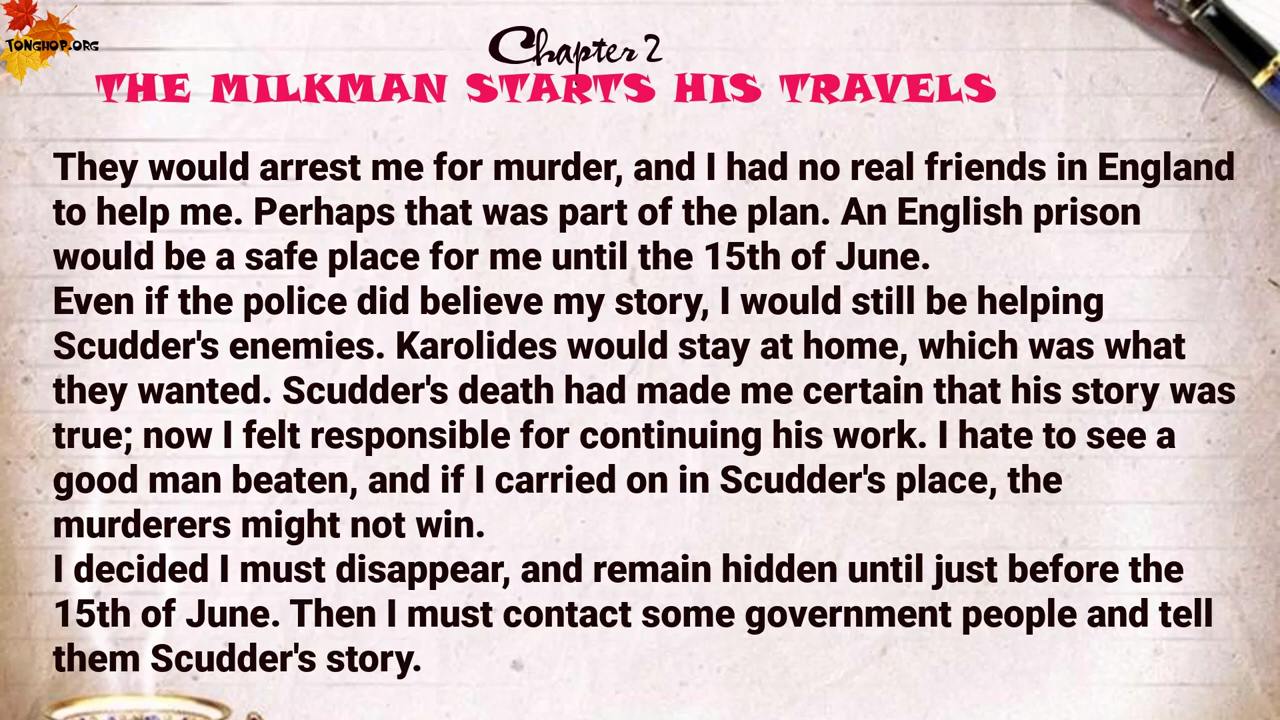 TONGHOP.ORG
Chapter 2
THE MILKMAN STARTS HIS TRAVELS
They would arrest me for murder, and I had no real friends in England
to help me. Perhaps that was part of the plan. An English prison
would be a safe place for me until the 15th of June.
Even if the police did believe my story, I would still be helping
Scudder's enemies. Karolides would stay at home, which was what
they wanted. Scudder's death had made me certain that his story was
true; now I felt responsible for continuing his work. I hate to see a
good man beaten, and if I carried on in Scudder's place, the
murderers might not win.
I decided I must disappear, and remain hidden until just before the
15th of June. Then I must contact some government people and tell
them Scudder's story.